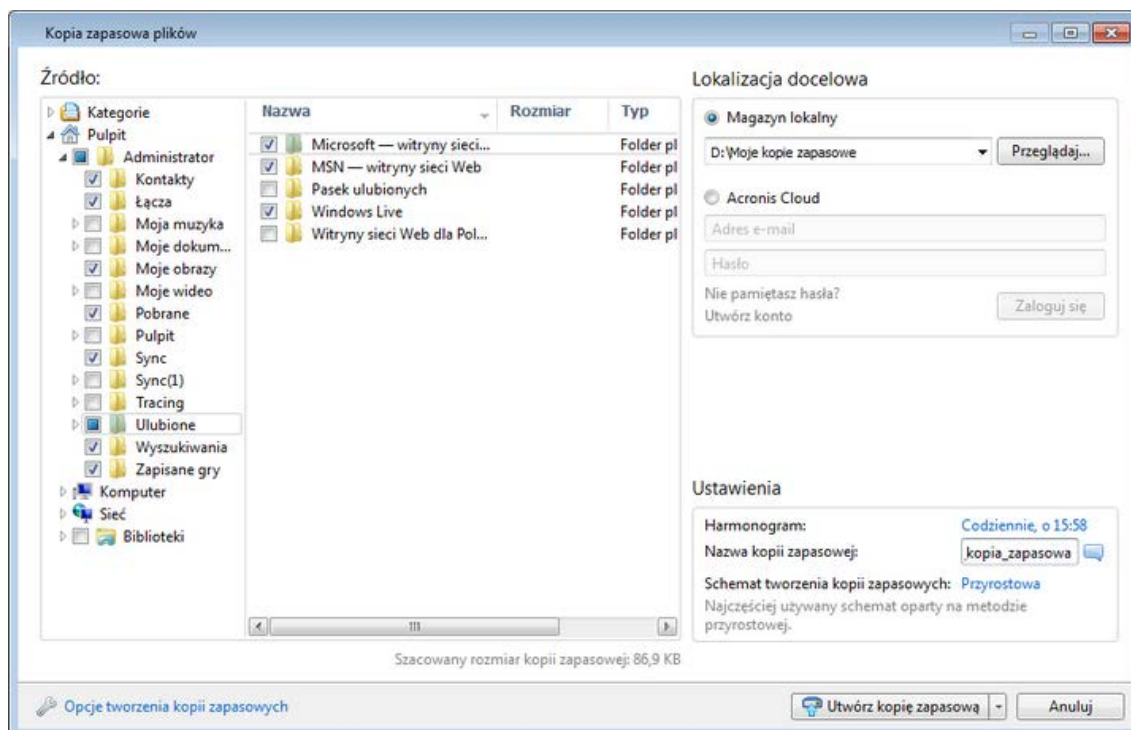 Kopia zapasowa plików
Źródło:
Kategorie
Pulpit
Administrator
Kontakty
Łącza
Moja muzyka
Moje dokum...
Moje obrazy
Moje wideo
Pobrane
Pulpit
Sync
Sync(1)
Tracing
Ulubione
Wyszukiwania
Zapisane gry
Komputer
Sieć
Biblioteki
Nazwa Rozmiar Typ
Microsoft — witryny sieci... Folder pl
MSN — witryny sieci Web Folder pl
Pasek ulubionych Folder pl
Windows Live Folder pl
Witryny sieci Web dla Pol... Folder pl
Szacowany rozmiar kopii zapasowej: 86,9 KB
Lokalizacja docelowa
Magazyn lokalny
D:\Moje kopie zapasowe Przeglądaj...
Acronis Cloud
Adres e-mail
Hasło
Nie pamiętasz hasła?
Utwórz konto
Zaloguj się
Ustawienia
Harmonogram: Codziennie, o 15:58
Nazwa kopii zapasowej: _kopia_zapasowa
Schemat tworzenia kopii zapasowych: Przyrostowa
Najczęściej używany schemat oparty na metodzie
przyrostowej.
Opcje tworzenia kopii zapasowych
Utwórz kopię zapasową
Anuluj